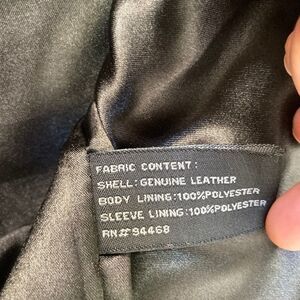 FABRIC CONTENT:
SHELL: GENUINE LEATHER
BODY LINING:100%POLYESTER
SLEEVE LINING:100%POLYESTER
RN#94468